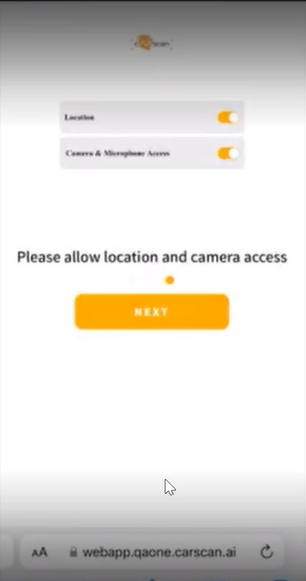 Location
Camera & Microphone Access
Please allow location and camera access
NEXT
AA
webapp.qaone.carscan.ai